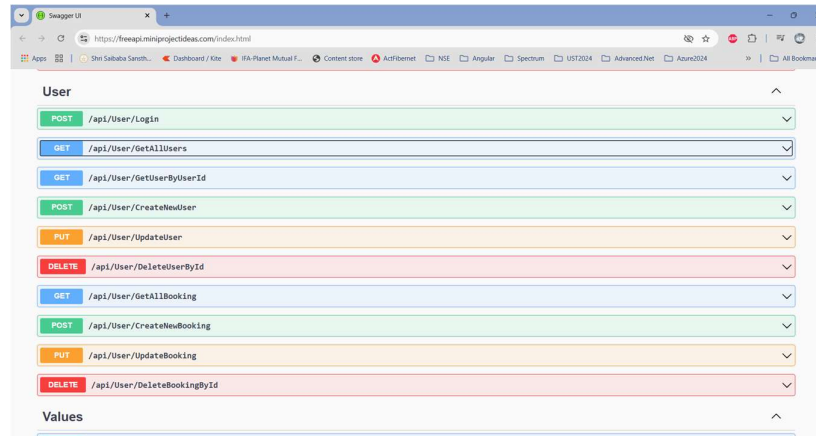 Swagger UI
https://freeapi.miniprojectideas.com/index.html
Apps Shri Saibaba Sansth... Dashboard / Kite IFA-Planet Mutual F... Content store ActFibernet NSE Angular Spectrum UST2024 Advanced.Net Azure2024 » All Bookmar
User
POST /api/User/Login
GET /api/User/GetAllUsers
GET /api/User/GetUserByUserId
POST /api/User/CreateNewUser
PUT /api/User/UpdateUser
DELETE /api/User/DeleteUserById
GET /api/User/GetAllBooking
POST /api/User/CreateNewBooking
PUT /api/User/UpdateBooking
DELETE /api/User/DeleteBookingById
Values